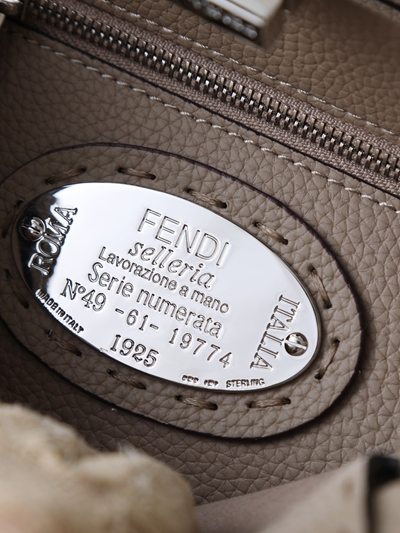 FENDI
Selleria
Lavorazione a mano
Serie numerata
N°49 -61- 19774
1925
ROMA
ITALIA
MADE IN ITALY
STERLING